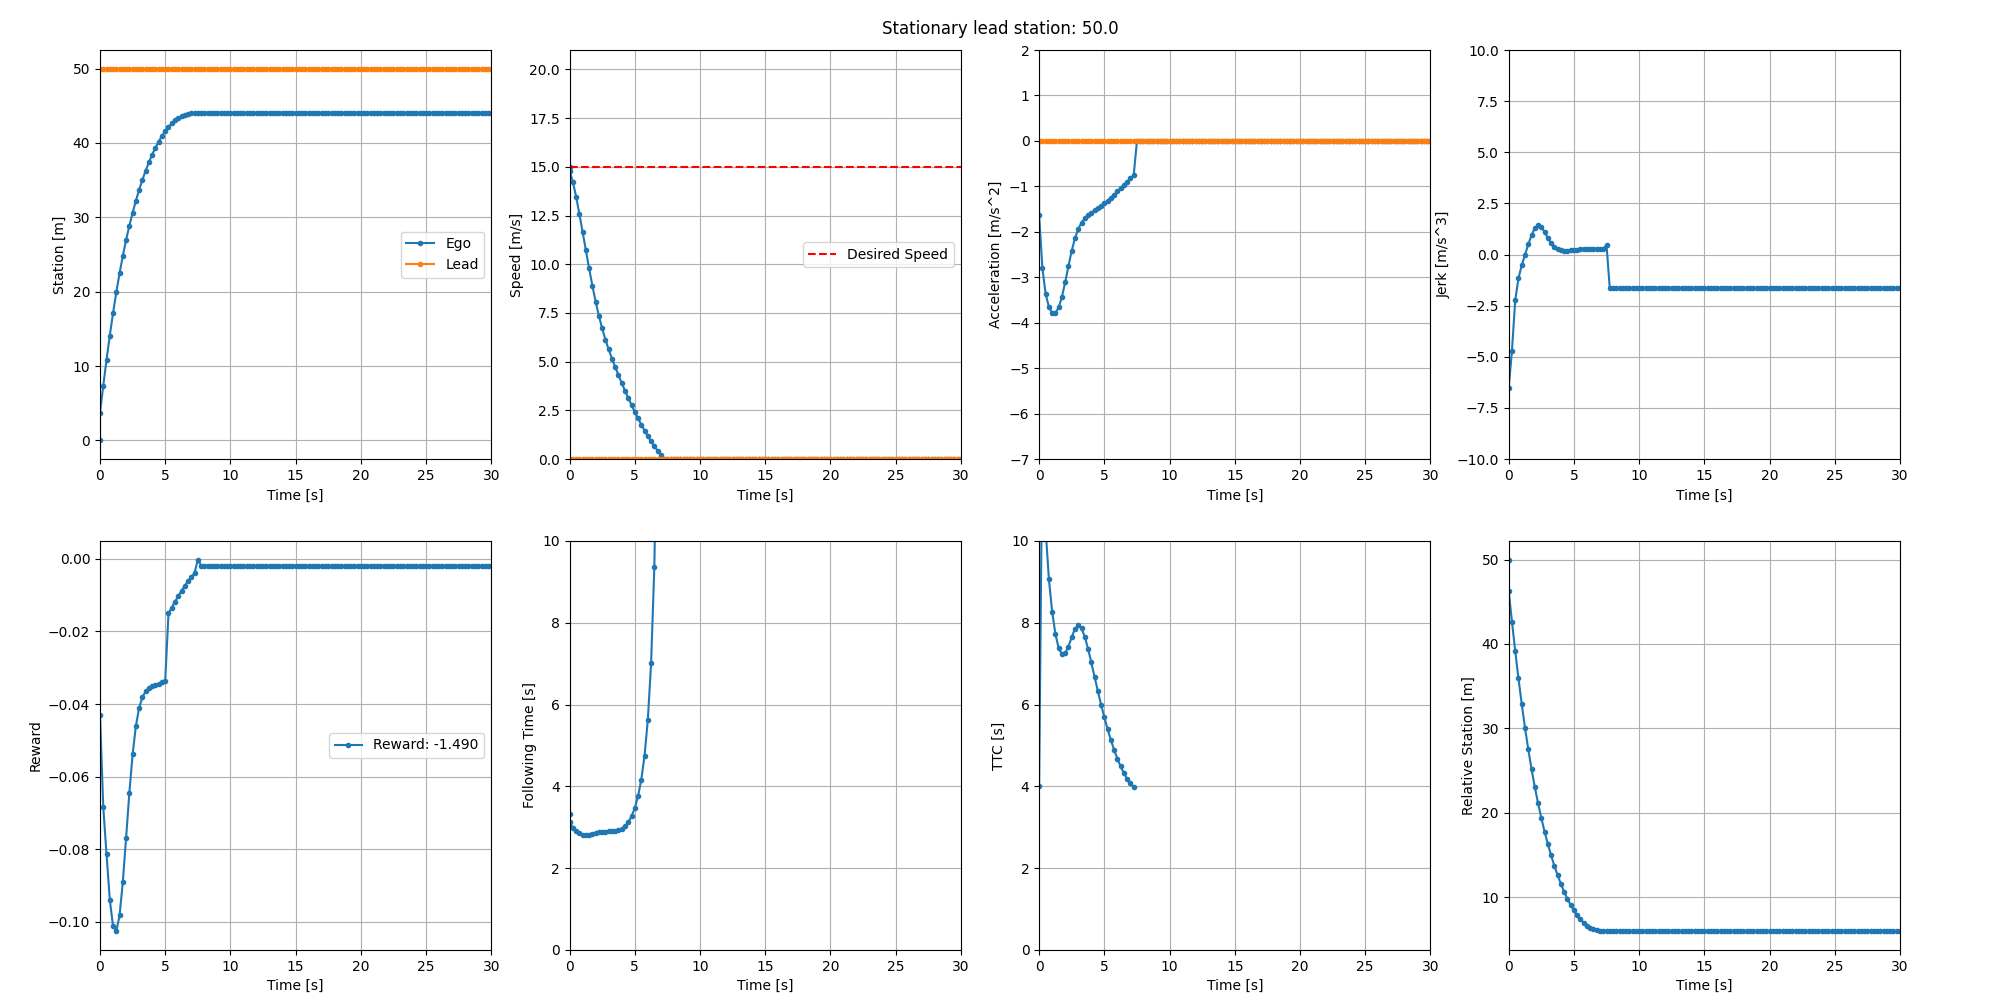 Stationary lead station: 50.0
Station [m]
50
40
30
20
10
0
Ego
Lead
0 5 10 15 20 25 30
Time [s]
Speed [m/s]
20.0
17.5
15.0
12.5
10.0
7.5
5.0
2.5
0.0
Desired Speed
0 5 10 15 20 25 30
Time [s]
Acceleration [m/s^2]
2
1
0
−1
−2
−3
−4
−5
−6
−7
0 5 10 15 20 25 30
Time [s]
Jerk [m/s^3]
10.0
7.5
5.0
2.5
0.0
−2.5
−5.0
−7.5
−10.0
0 5 10 15 20 25 30
Time [s]
Reward
0.00
−0.02
−0.04
−0.06
−0.08
−0.10
Reward: -1.490
0 5 10 15 20 25 30
Time [s]
Following Time [s]
10
8
6
4
2
0
0 5 10 15 20 25 30
Time [s]
TTC [s]
10
8
6
4
2
0
0 5 10 15 20 25 30
Time [s]
Relative Station [m]
50
40
30
20
10
0 5 10 15 20 25 30
Time [s]